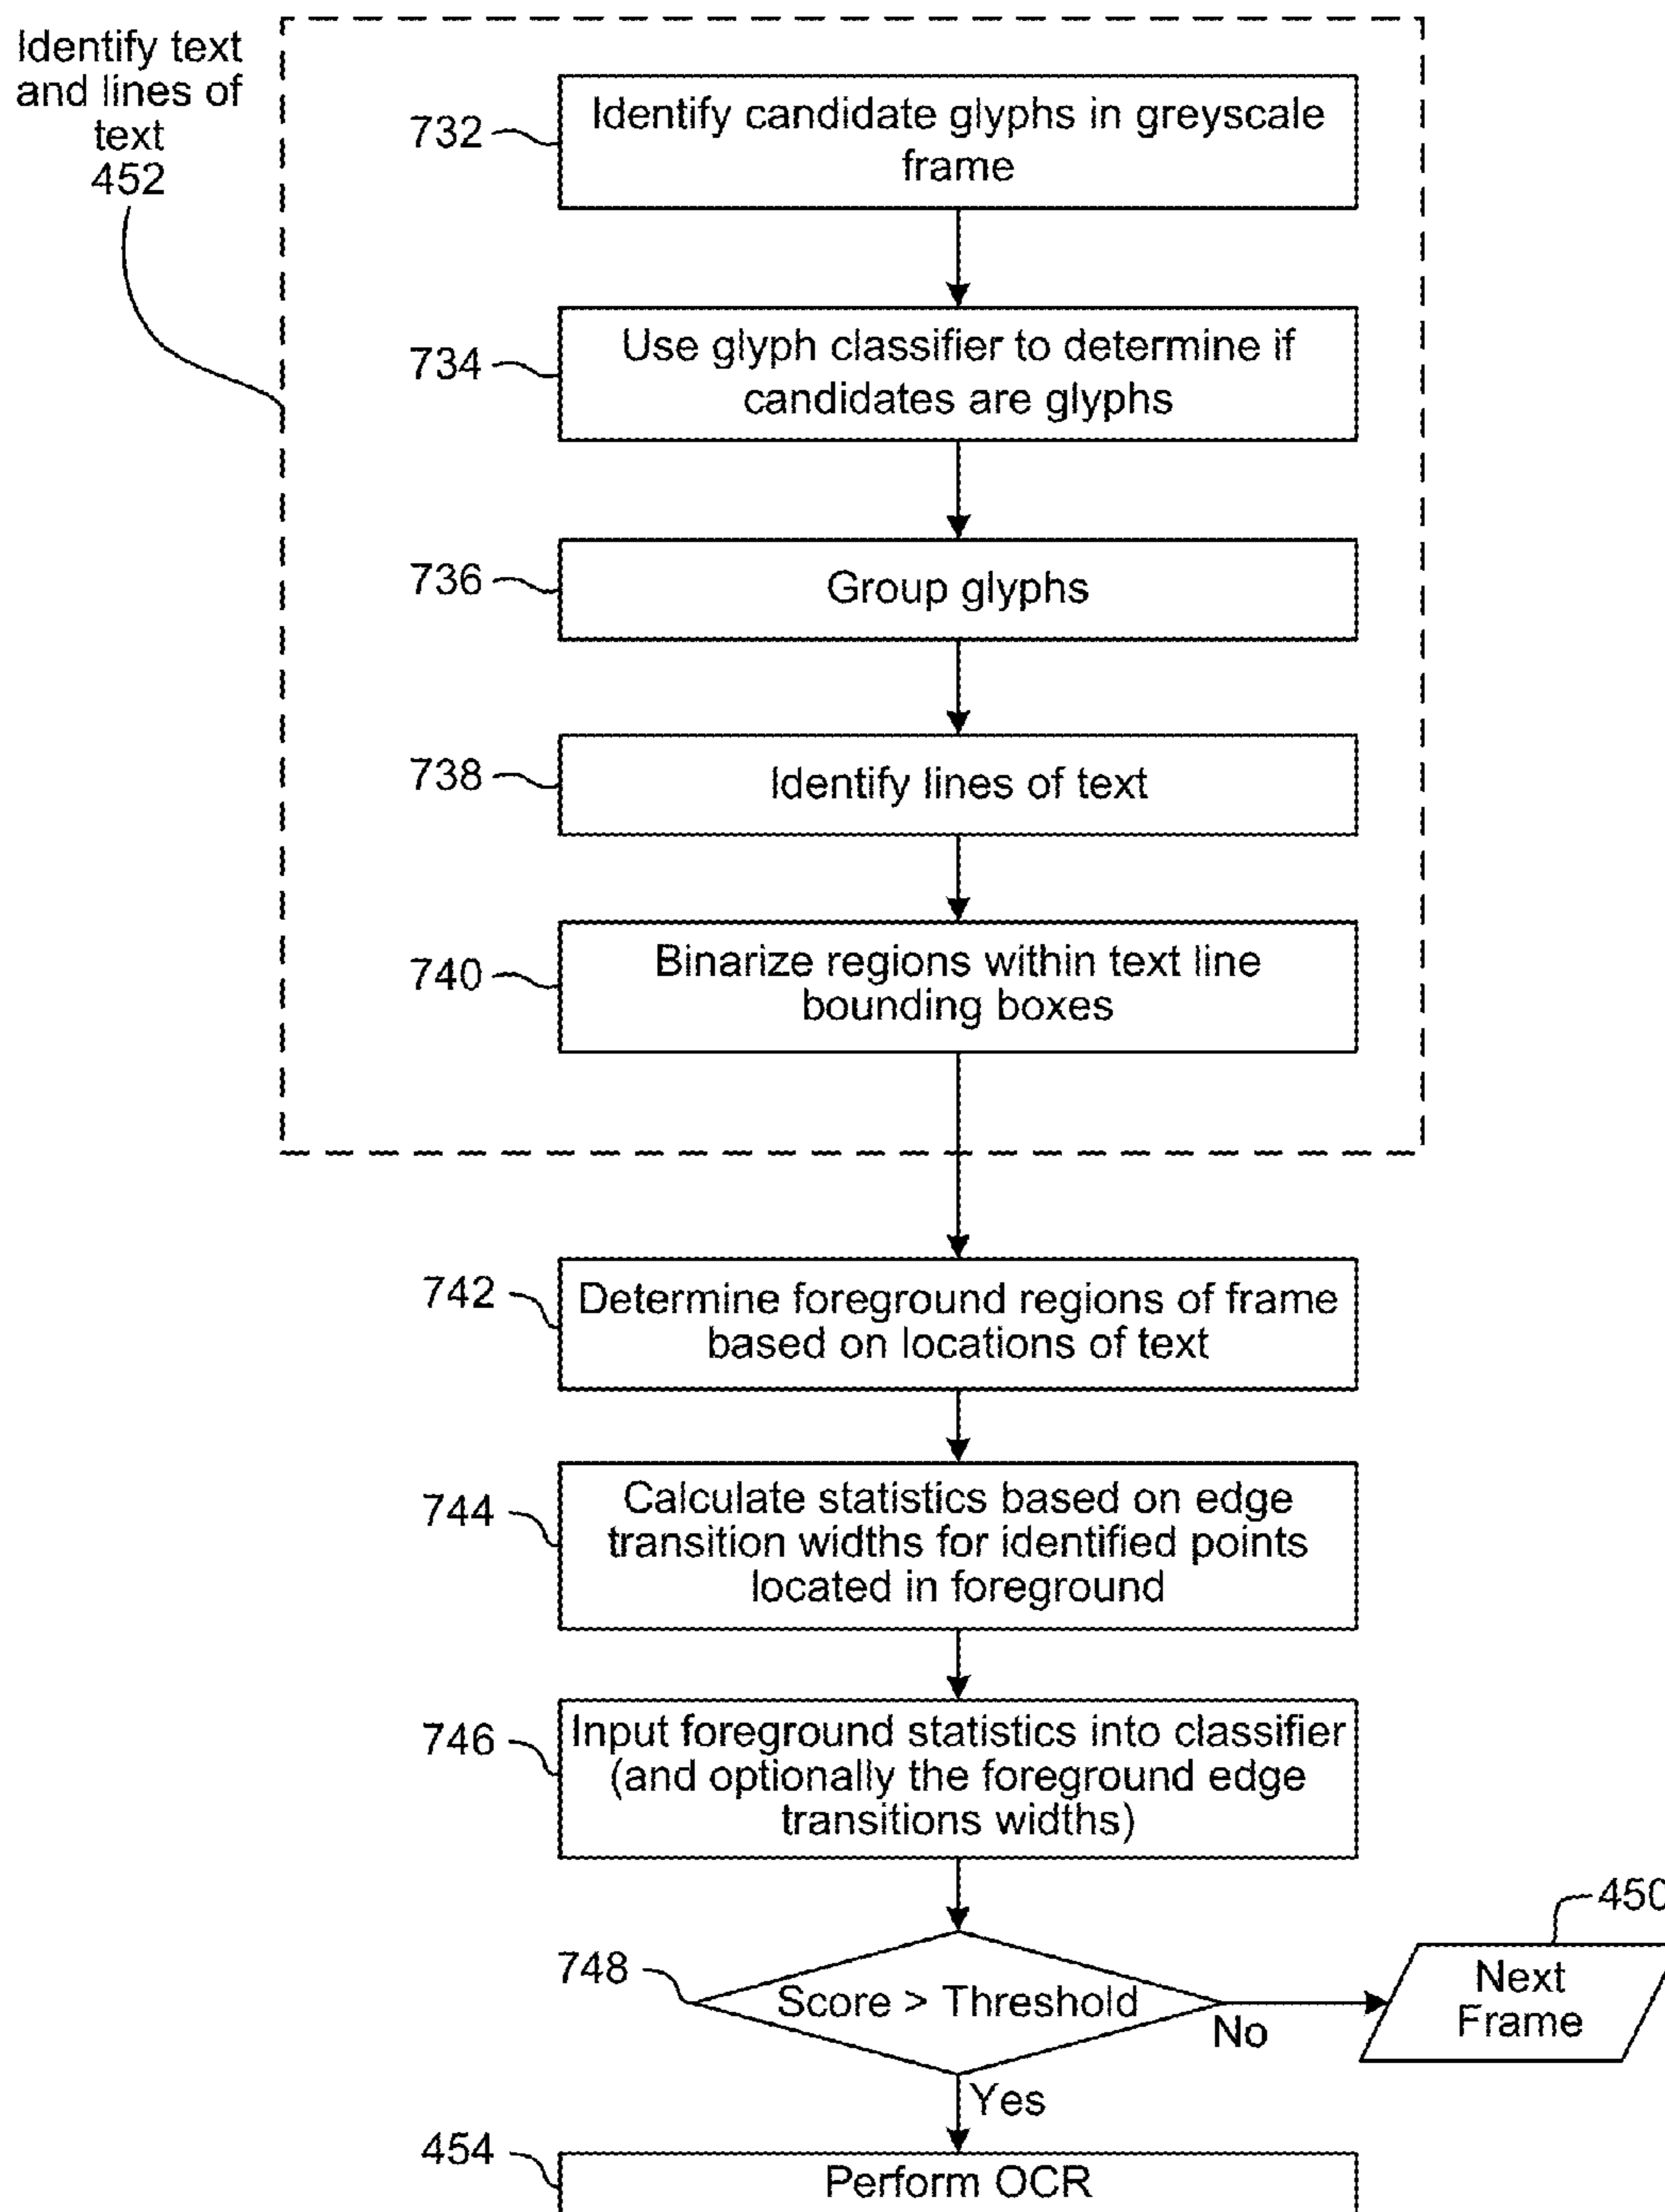 Identify text
and lines of
text
452
732
Identify candidate glyphs in greyscale
frame
734
Use glyph classifier to determine if
candidates are glyphs
736
Group glyphs
738
Identify lines of text
740
Binarize regions within text line
bounding boxes
742
Determine foreground regions of frame
based on locations of text
744
Calculate statistics based on edge
transition widths for identified points
located in foreground
746
Input foreground statistics into classifier
(and optionally the foreground edge
transitions widths)
748
Score > Threshold
No
450
Next
Frame
Yes
454
Perform OCR